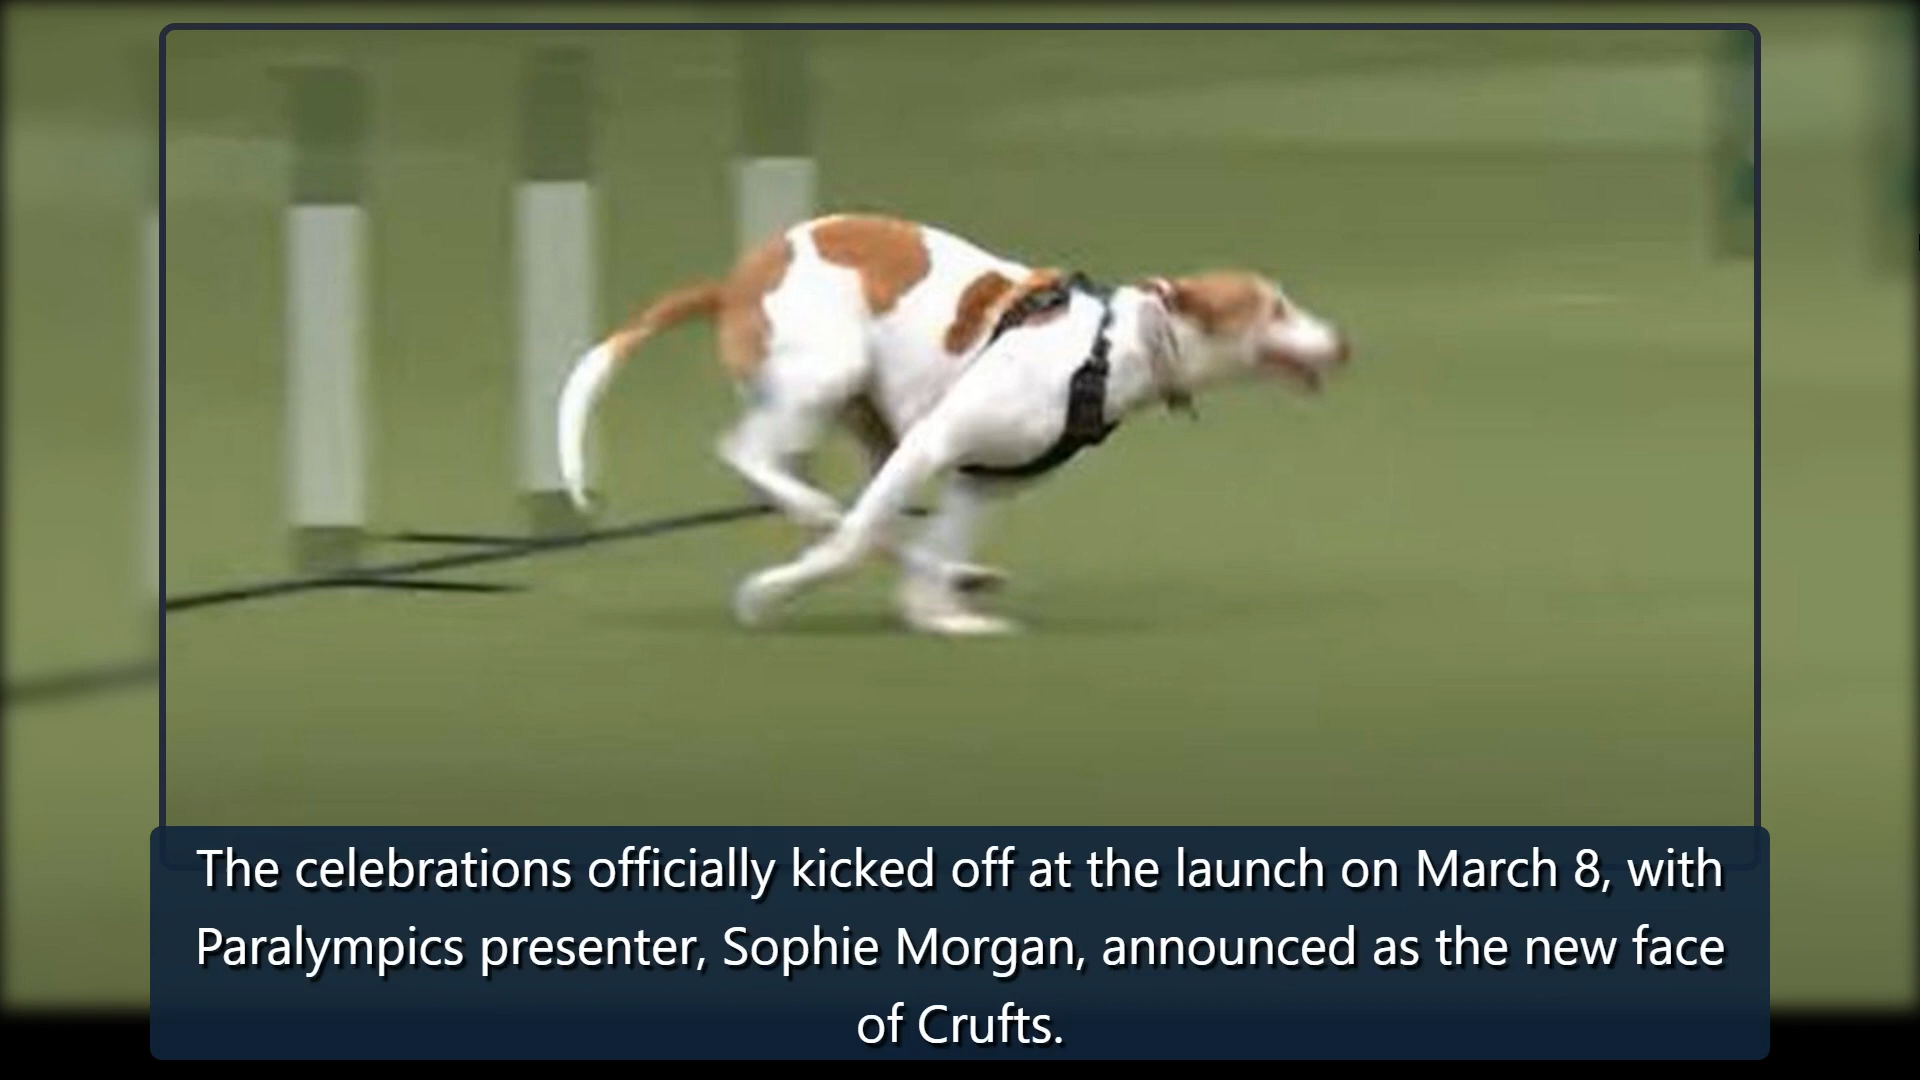 The celebrations officially kicked off at the launch on March 8, with
Paralympics presenter, Sophie Morgan, announced as the new face
of Crufts.